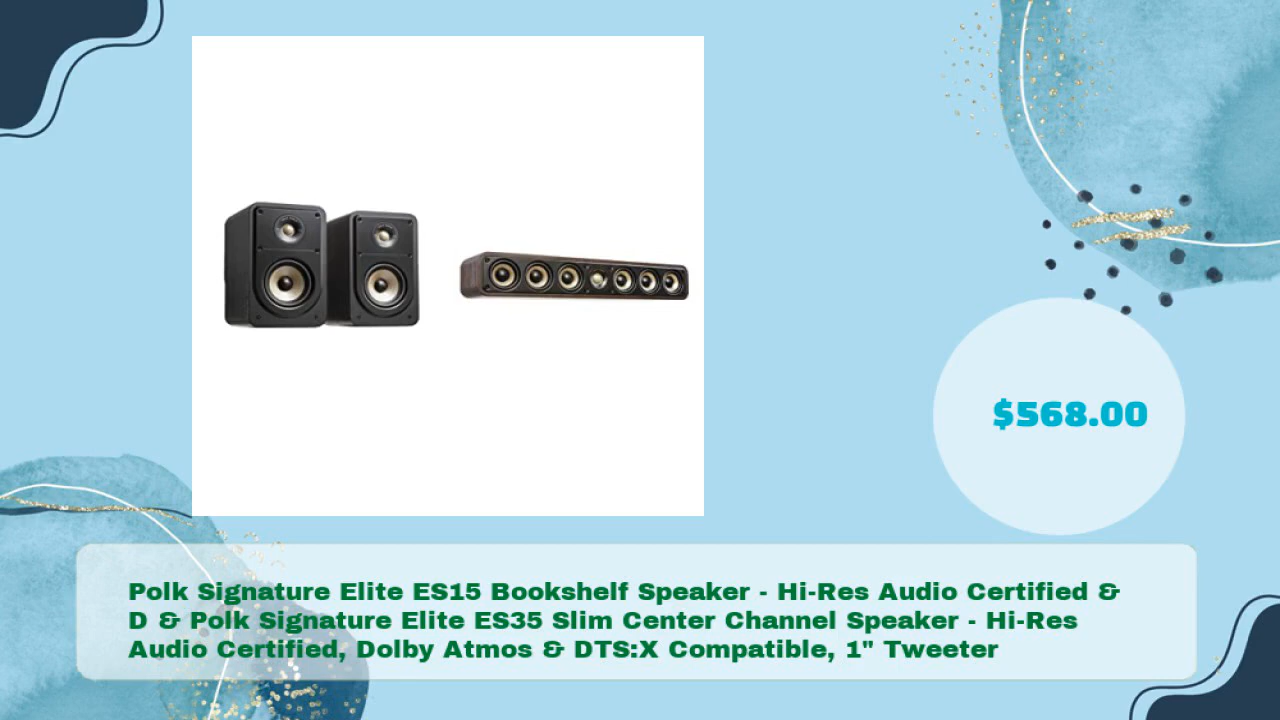 $568.00
Polk Signature Elite ES15 Bookshelf Speaker - Hi-Res Audio Certified &
D & Polk Signature Elite ES35 Slim Center Channel Speaker - Hi-Res
Audio Certified, Dolby Atmos & DTS:X Compatible, 1" Tweeter